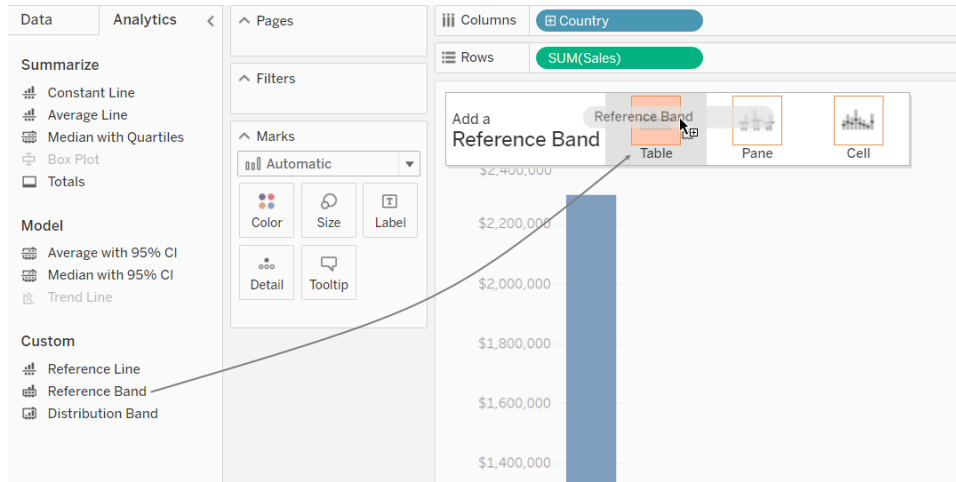 Data
Analytics
Summarize
Constant Line
Average Line
Median with Quartiles
Box Plot
Totals
Model
Average with 95% CI
Median with 95% CI
Trend Line
Custom
Reference Line
Reference Band
Distribution Band
Pages
Filters
Marks
Automatic
Color
Size
Label
Detail
Tooltip
Columns
Country
Rows
SUM(Sales)
Add a
Reference Band
Reference Band
Table
Pane
Cell
$2,400,000
$2,200,000
$2,000,000
$1,800,000
$1,600,000
$1,400,000